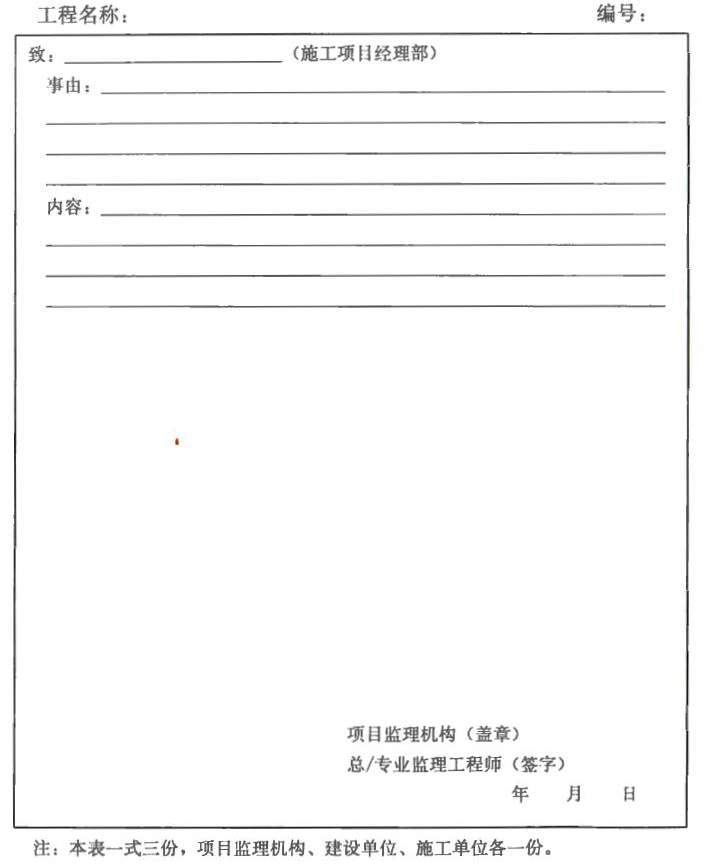 工程名称： 编号：
致：（施工项目经理部）
事由：
内容：
项目监理机构（盖章）
总/专业监理工程师（签字）
年 月 日
注：本表一式三份，项目监理机构、建设单位、施工单位各一份。